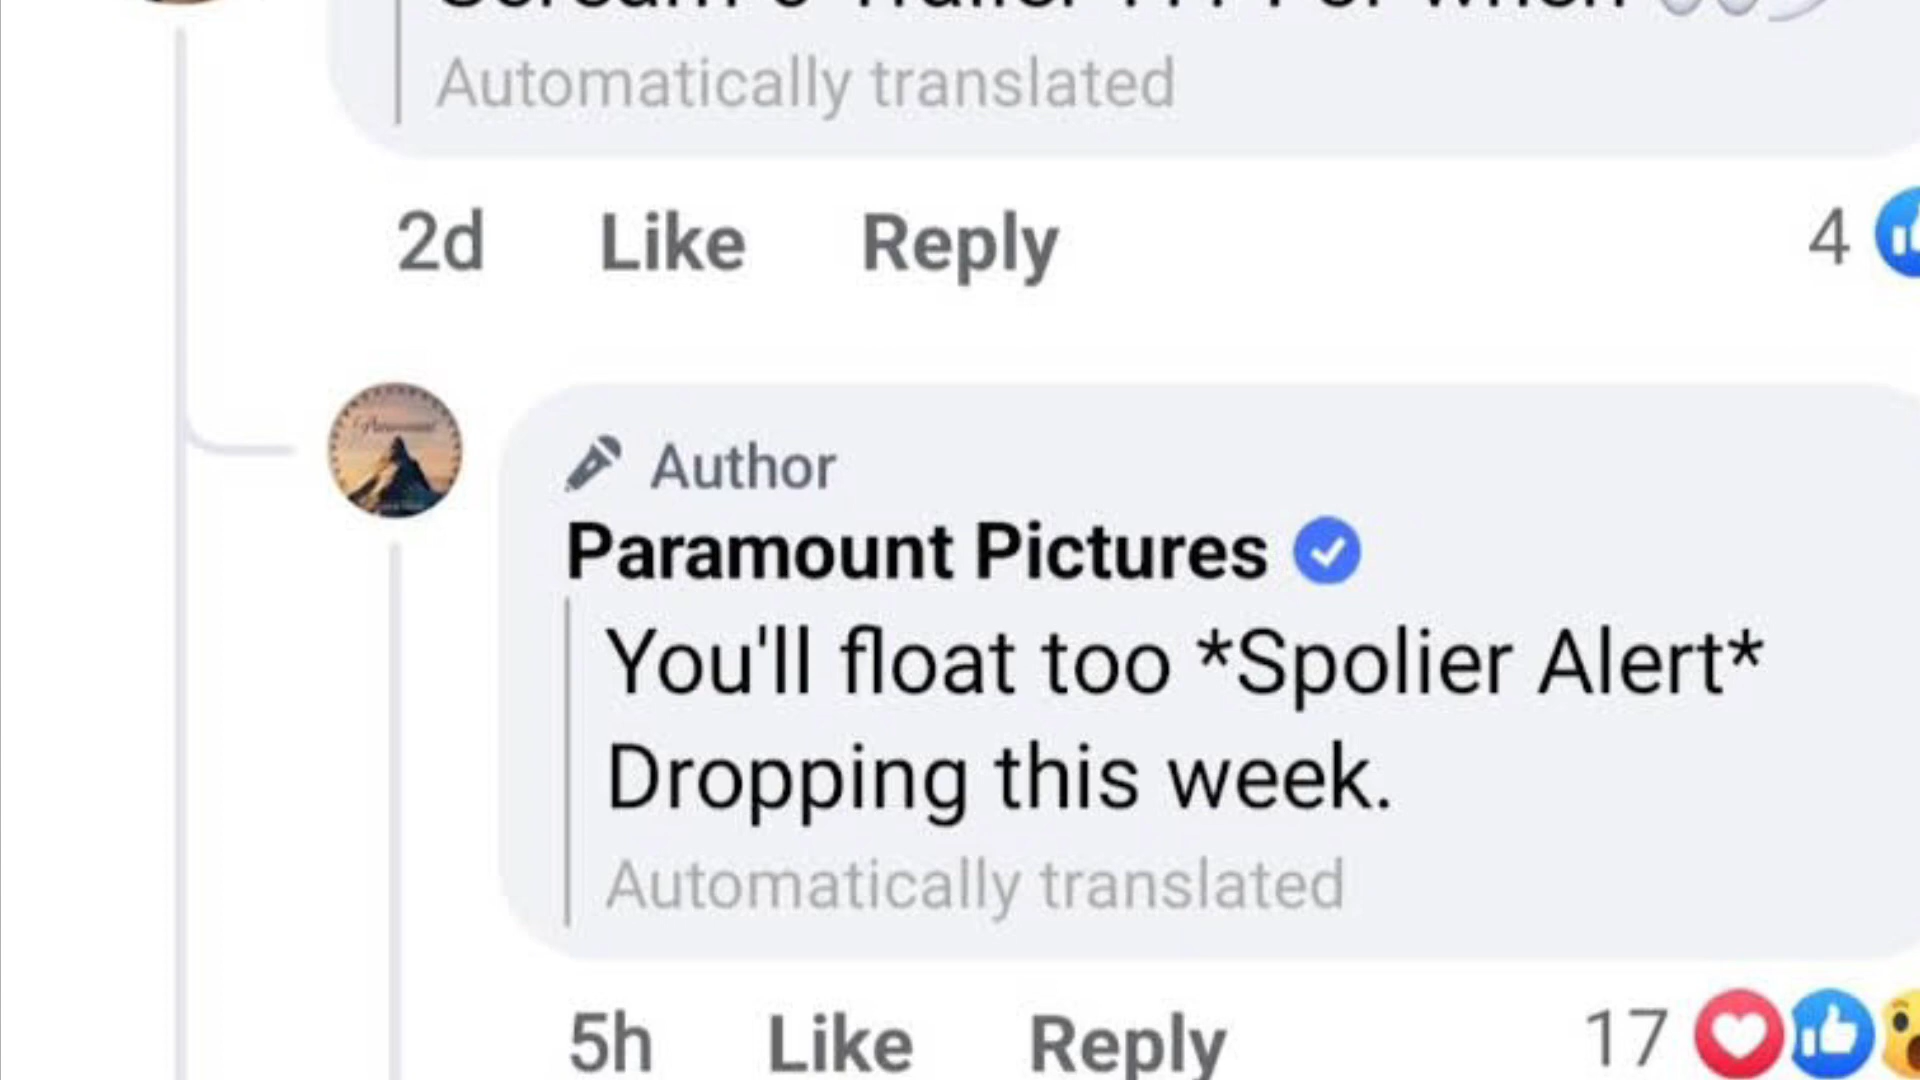 Automatically translated
2d Like Reply 4
Author
Paramount Pictures
You'll float too *Spolier Alert*
Dropping this week.
Automatically translated
5h Like Reply 17